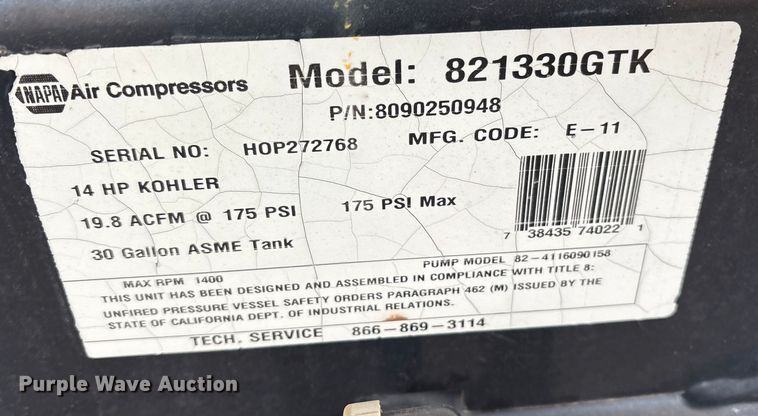 NAPA Air Compressors
Model: 821330GTK
P/N:8090250948
SERIAL NO: HOP272768
MFG. CODE: E-11
14 HP KOHLER
19.8 ACFM @ 175 PSI
175 PSI Max
30 Gallon ASME Tank
7 38435 74022 1
PUMP MODEL 82-4116090158
MAX RPM 1400
THIS UNIT HAS BEEN DESIGNED AND ASSEMBLED IN COMPLIANCE WITH TITLE 8:
UNFIRED PRESSURE VESSEL SAFETY ORDERS PARAGRAPH 462 (M) ISSUED BY THE
STATE OF CALIFORNIA DEPT. OF INDUSTRIAL RELATIONS.
TECH. SERVICE 866-869-3114
Purple Wave Auction